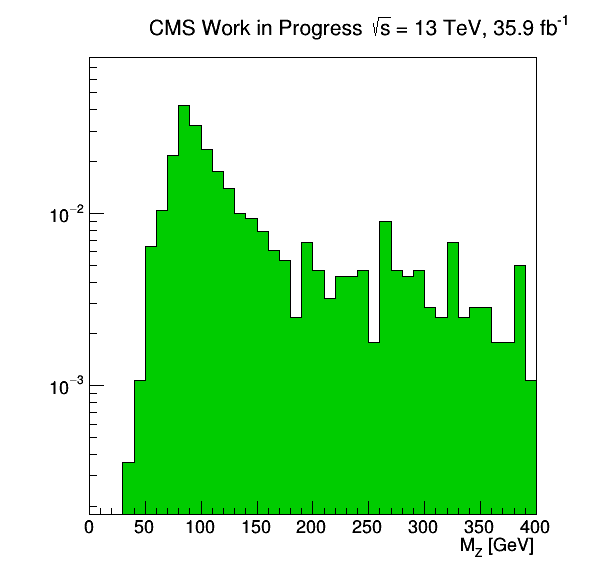 CMS Work in Progress √s = 13 TeV, 35.9 fb⁻¹
10⁻²
10⁻³
0 50 100 150 200 250 300 350 400
M_Z [GeV]